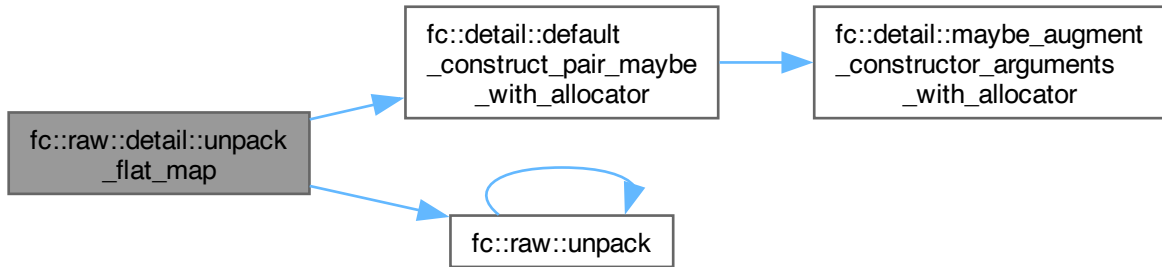 fc::raw::detail::unpack
_flat_map
fc::detail::default
_construct_pair_maybe
_with_allocator
fc::detail::maybe_augment
_constructor_arguments
_with_allocator
fc::raw::unpack